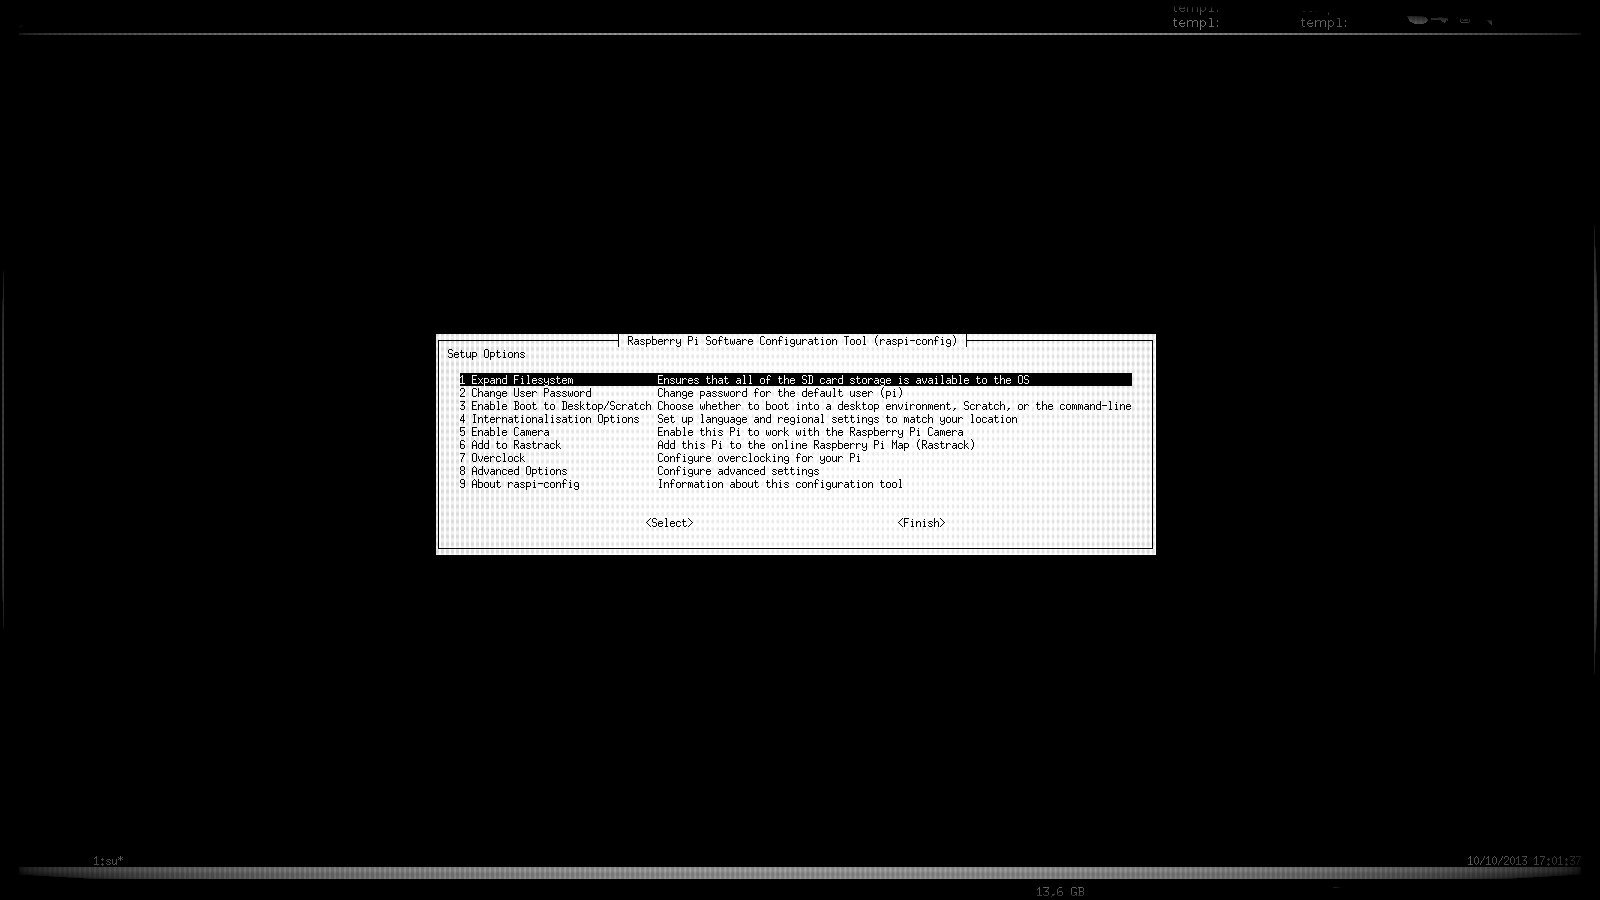 temp1:
temp1: temp1:
Raspberry Pi Software Configuration Tool (raspi-config)
Setup Options
1 Expand Filesystem Ensures that all of the SD card storage is available to the OS
2 Change User Password Change password for the default user (pi)
3 Enable Boot to Desktop/Scratch Choose whether to boot into a desktop environment, Scratch, or the command-line
4 Internationalisation Options Set up language and regional settings to match your location
5 Enable Camera Enable this Pi to work with the Raspberry Pi Camera
6 Add to Rastrack Add this Pi to the online Raspberry Pi Map (Rastrack)
7 Overclock Configure overclocking for your Pi
8 Advanced Options Configure advanced settings
9 About raspi-config Information about this configuration tool
<Select> <Finish>
1:su* 10/10/2013 17:01:37
13.6 GB